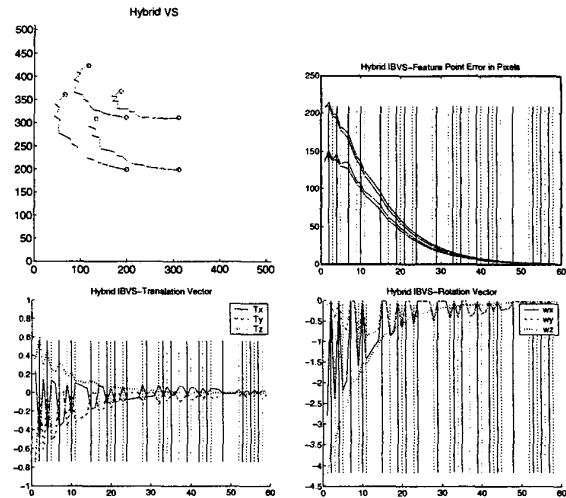 Hybrid VS
500
450
400
350
300
250
200
150
100
50
0
0 100 200 300 400 500
Hybrid IBVS-Feature Point Error in Pixels
250
200
150
100
50
0
0 10 20 30 40 50 60
Hybrid IBVS-Translation Vector
1
0.8
0.6
0.4
0.2
0
-0.2
-0.4
-0.6
-0.8
-1
0 10 20 30 40 50 60
Tx
Ty
Tz
Hybrid IBVS-Rotation Vector
-0
-0.5
-1
-1.5
-2
-2.5
-3
-3.5
-4
-4.5
0 10 20 30 40 50 60
wx
wy
wz